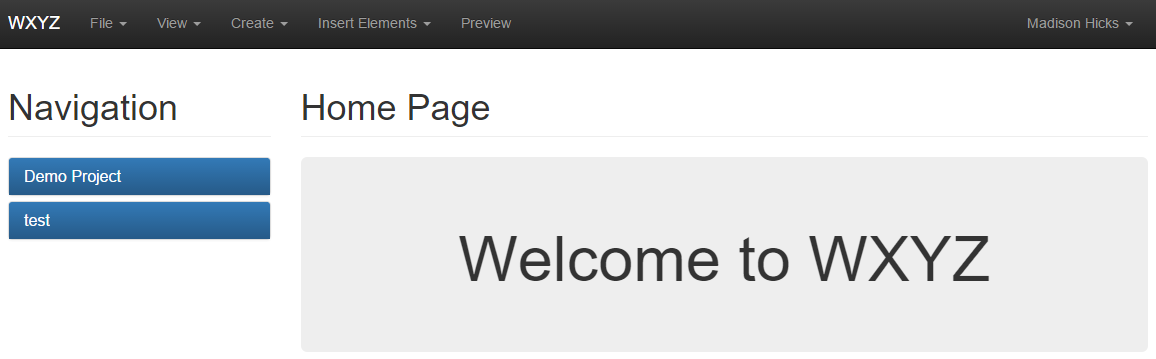 WXYZ File View Create Insert Elements Preview Madison Hicks
Navigation
Demo Project
test
Home Page
Welcome to WXYZ